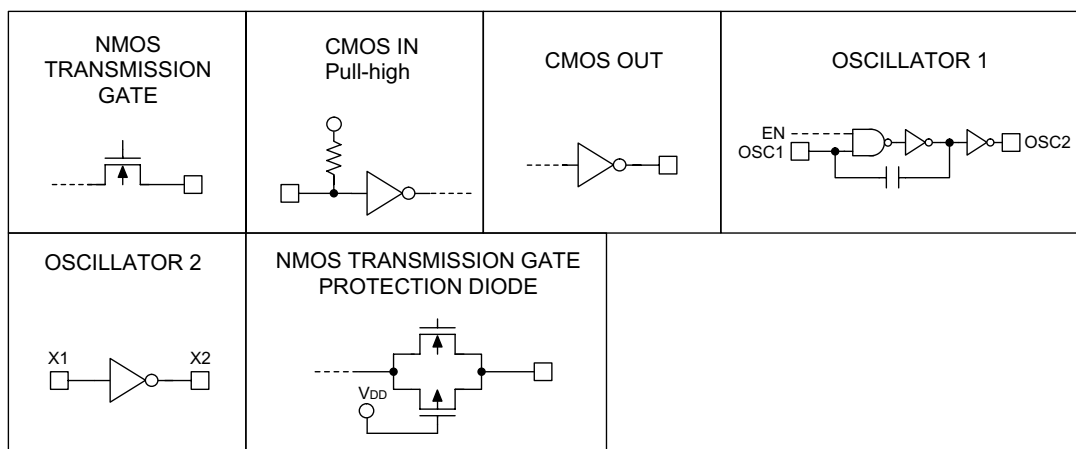 NMOS
TRANSMISSION
GATE
CMOS IN
Pull-high
CMOS OUT
OSCILLATOR 1
EN
OSC1
OSC2
OSCILLATOR 2
X1
X2
NMOS TRANSMISSION GATE
PROTECTION DIODE
VDD